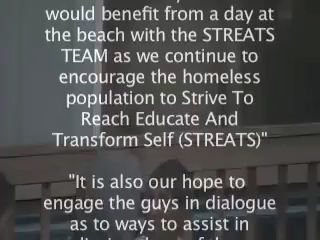 would benefit from a day at
the beach with the STREATS
TEAM as we continue to
encourage the homeless
population to Strive To
Reach Educate And
Transform Self (STREATS)"
"It is also our hope to
engage the guys in dialogue
as to ways to assist in